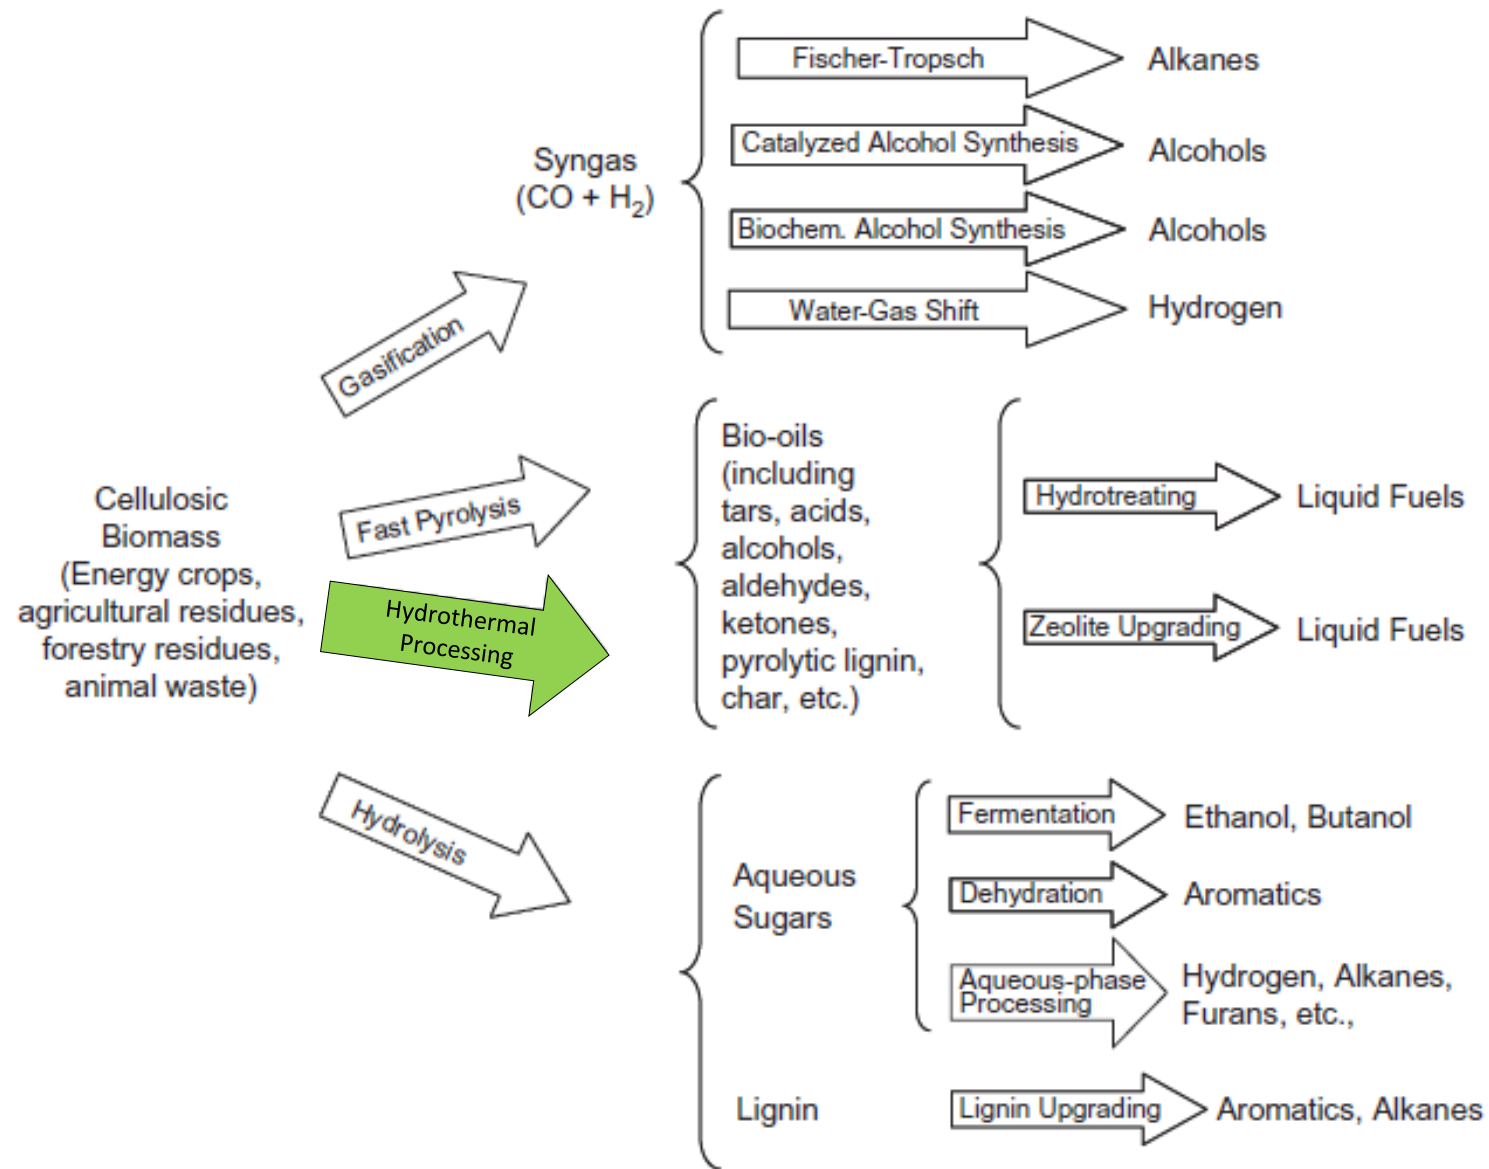 Fischer-Tropsch
Alkanes
Catalyzed Alcohol Synthesis
Alcohols
Syngas
(CO + H₂)
Biochem. Alcohol Synthesis
Alcohols
Water-Gas Shift
Hydrogen
Gasification
Cellulosic
Biomass
(Energy crops,
agricultural residues,
forestry residues,
animal waste)
Fast Pyrolysis
Hydrothermal
Processing
Bio-oils
(including
tars, acids,
alcohols,
aldehydes,
ketones,
pyrolytic lignin,
char, etc.)
Hydrotreating
Liquid Fuels
Zeolite Upgrading
Liquid Fuels
Hydrolysis
Aqueous
Sugars
Fermentation
Ethanol, Butanol
Dehydration
Aromatics
Aqueous-phase
Processing
Hydrogen, Alkanes,
Furans, etc.,
Lignin
Lignin Upgrading
Aromatics, Alkanes